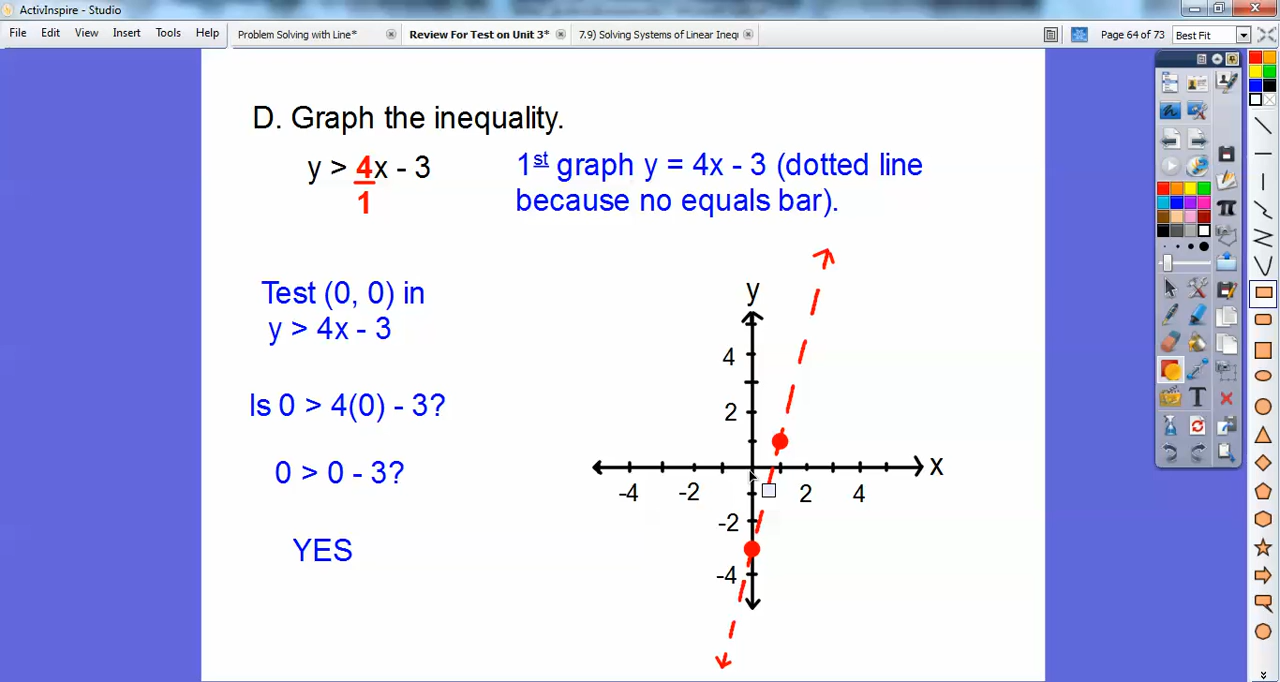 ActivInspire - Studio
File Edit View Insert Tools Help
Problem Solving with Line*
Review For Test on Unit 3*
7.9) Solving Systems of Linear Inequ
Page 64 of 73
Best Fit
D. Graph the inequality.
y > 4/1x - 3
1st graph y = 4x - 3 (dotted line
because no equals bar).
Test (0, 0) in
y > 4x - 3
Is 0 > 4(0) - 3?
0 > 0 - 3?
YES
y
4
2
x
-4 -2 2 4
-2
-4